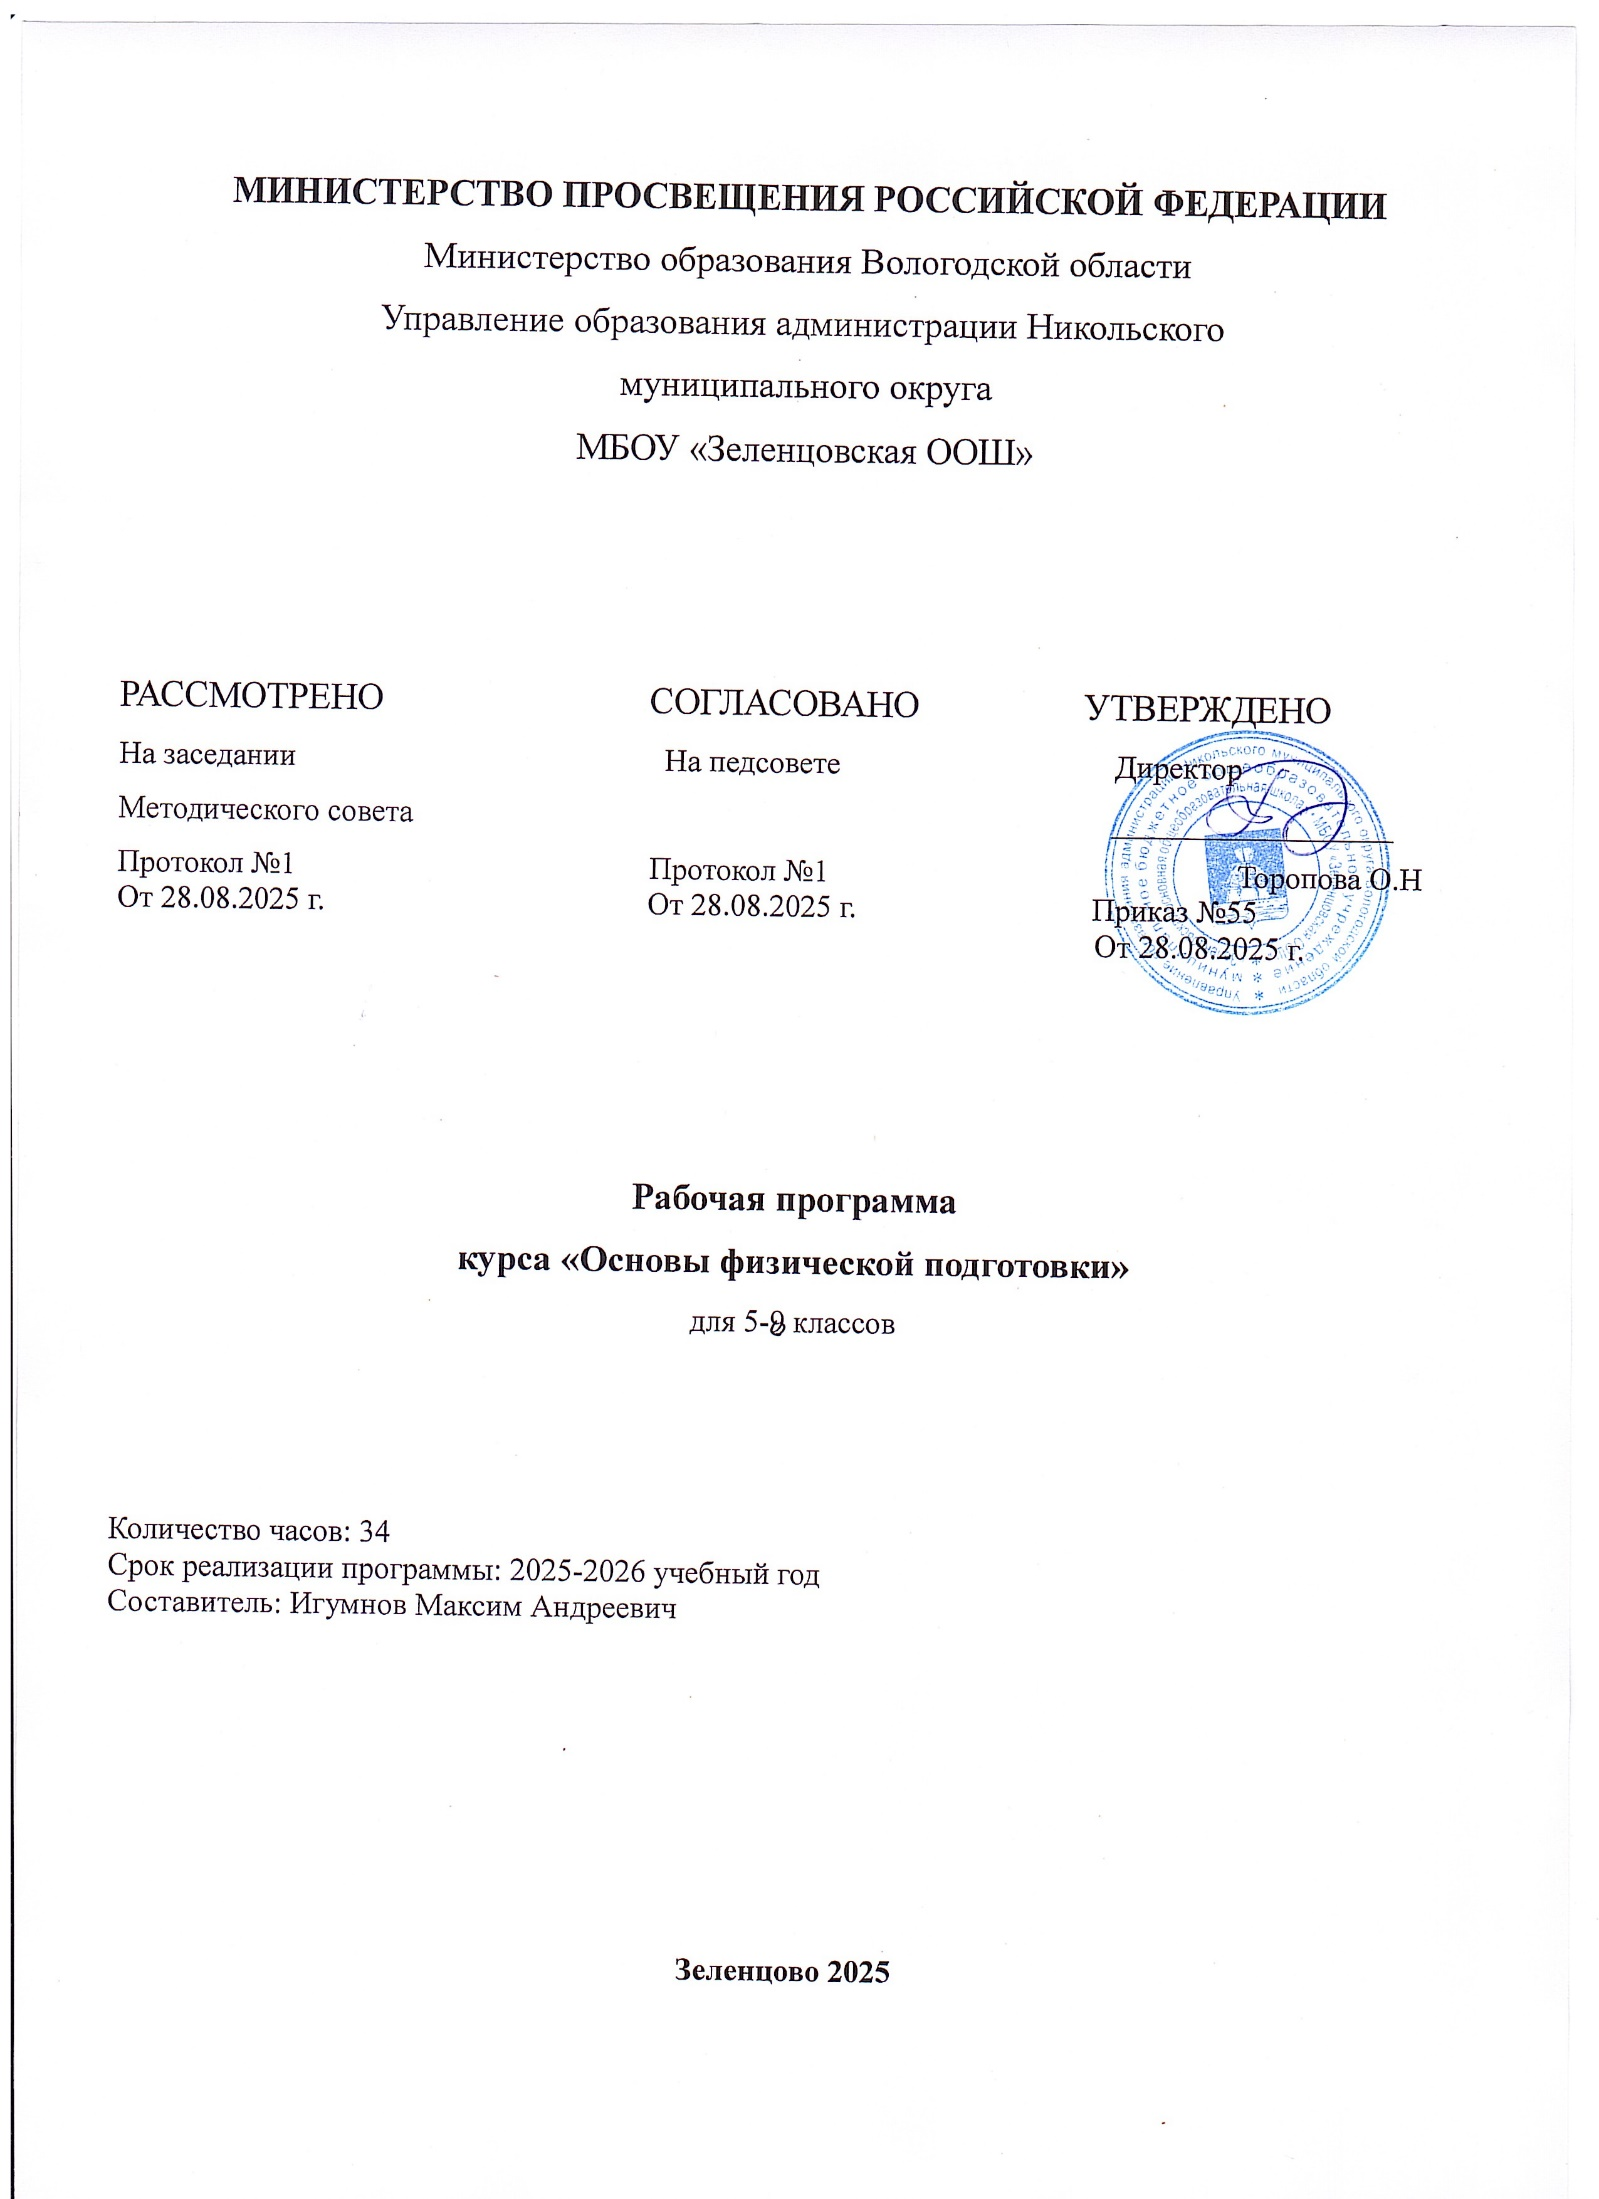 МИНИСТЕРСТВО ПРОСВЕЩЕНИЯ РОССИЙСКОЙ ФЕДЕРАЦИИ
Министерство образования Вологодской области
Управление образования администрации Никольского
муниципального округа
МБОУ «Зеленцовская ООШ»
РАССМОТРЕНО
На заседании
Методического совета
Протокол №1
От 28.08.2025 г.
СОГЛАСОВАНО
На педсовете
Протокол №1
От 28.08.2025 г.
УТВЕРЖДЕНО
Директор
Торопова О.Н
Приказ №55
От 28.08.2025 г.
Рабочая программа
курса «Основы физической подготовки»
для 5- классов
Количество часов: 34
Срок реализации программы: 2025-2026 учебный год
Составитель: Игумнов Максим Андреевич
Зеленцово 2025